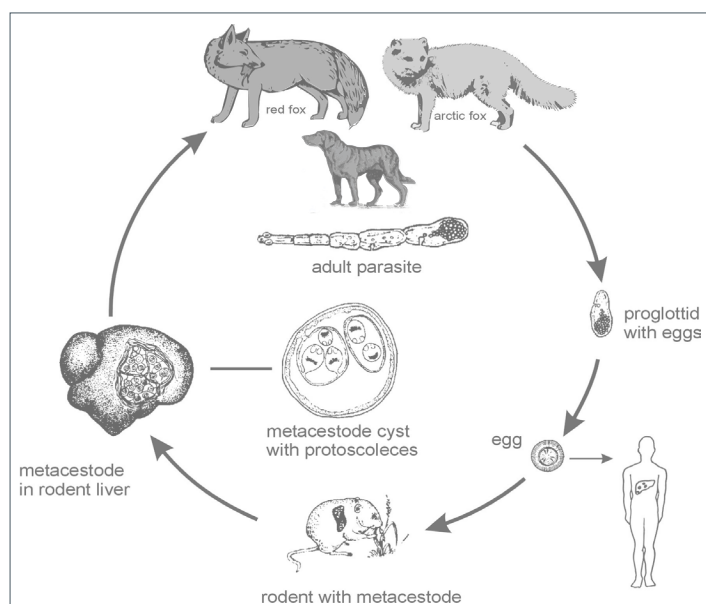 red fox
arctic fox
adult parasite
proglottid
with eggs
metacestode cyst
with protoscoleces
egg
metacestode
in rodent liver
rodent with metacestode